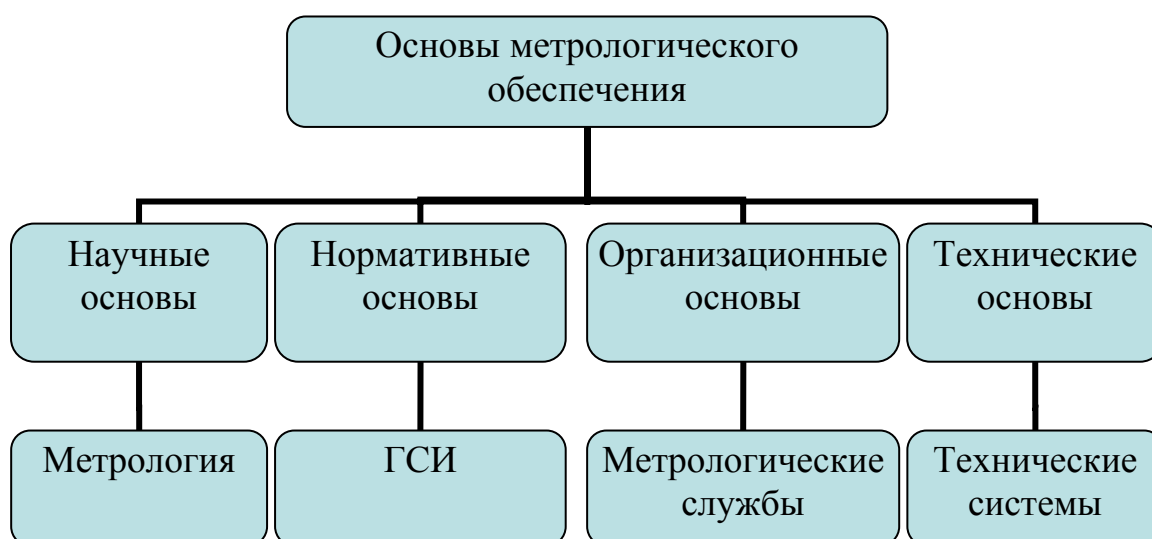 Основы метрологического
обеспечения
Научные
основы
Нормативные
основы
Организационные
основы
Технические
основы
Метрология
ГСИ
Метрологические
службы
Технические
системы